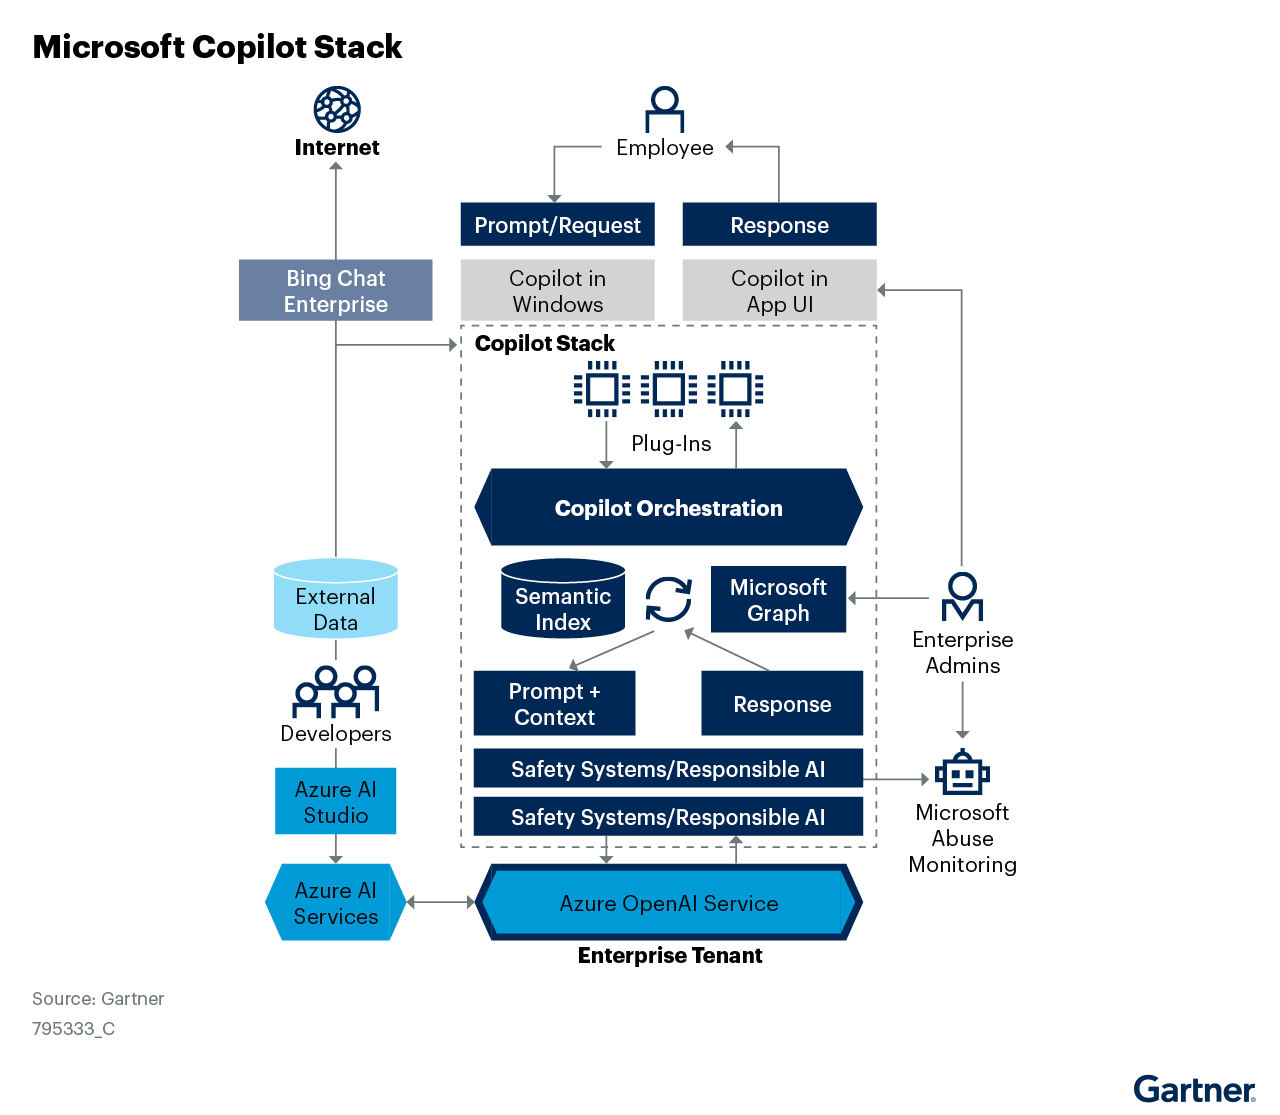 Microsoft Copilot Stack
Internet
Employee
Prompt/Request
Response
Bing Chat
Enterprise
Copilot in
Windows
Copilot in
App UI
Copilot Stack
Plug-Ins
Copilot Orchestration
External
Data
Semantic
Index
Microsoft
Graph
Enterprise
Admins
Developers
Prompt +
Context
Response
Azure AI
Studio
Safety Systems/Responsible AI
Safety Systems/Responsible AI
Microsoft
Abuse
Monitoring
Azure AI
Services
Azure OpenAI Service
Enterprise Tenant
Source: Gartner
795333_C
Gartner®